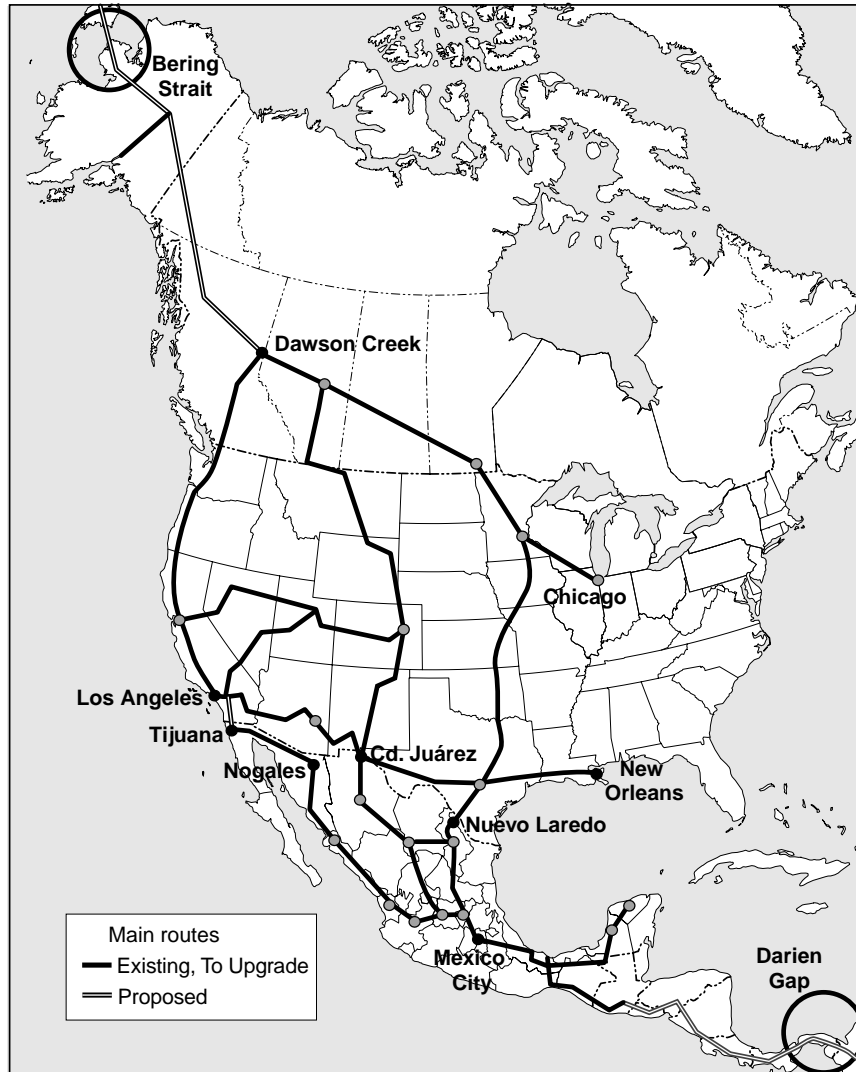 Bering
Strait
Dawson Creek
Chicago
Los Angeles
Tijuana
Nogales
Cd. Juárez
New
Orleans
Nuevo Laredo
Mexico
City
Darien
Gap
Main routes
Existing, To Upgrade
Proposed